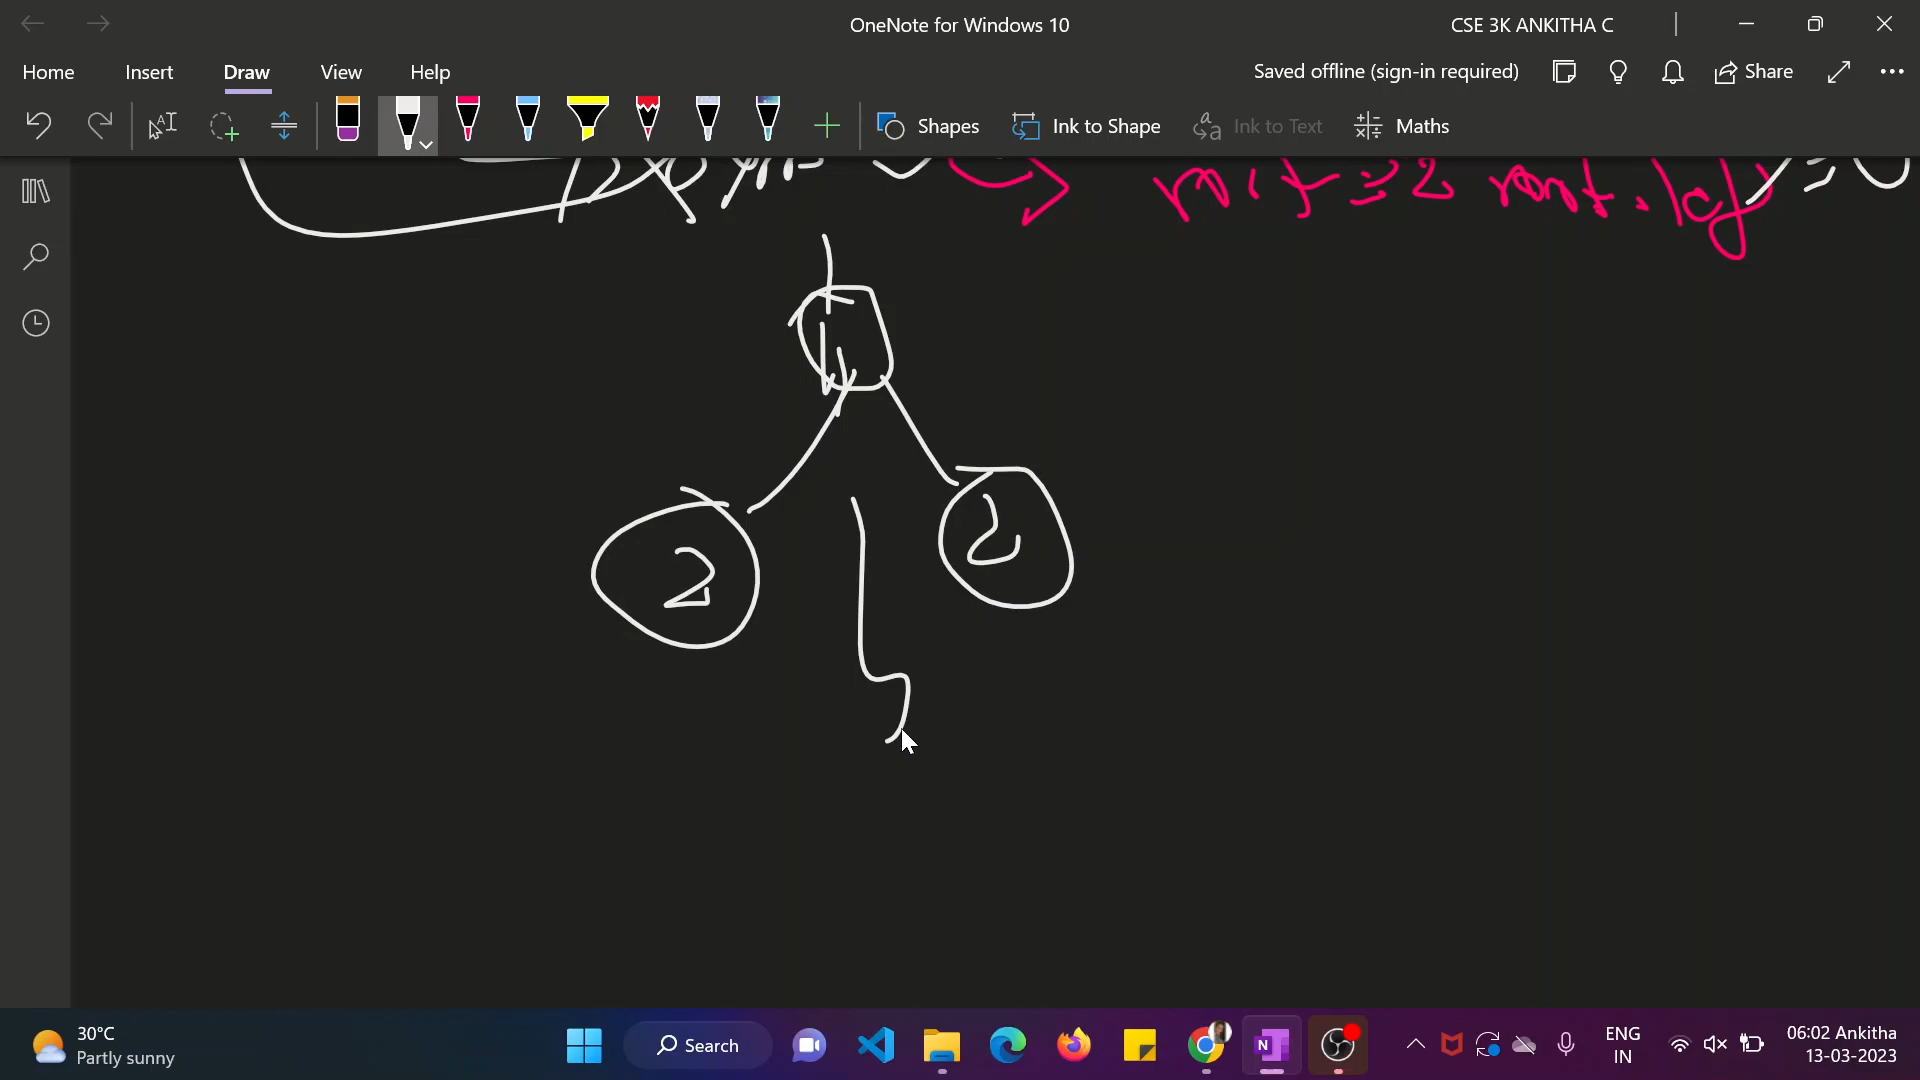 OneNote for Windows 10
CSE 3K ANKITHA C
Home Insert Draw View Help
Saved offline (sign-in required) Share
Shapes Ink to Shape Ink to Text Maths
2 2
30°C
Partly sunny
Search
ENG
IN
06:02 Ankitha
13-03-2023